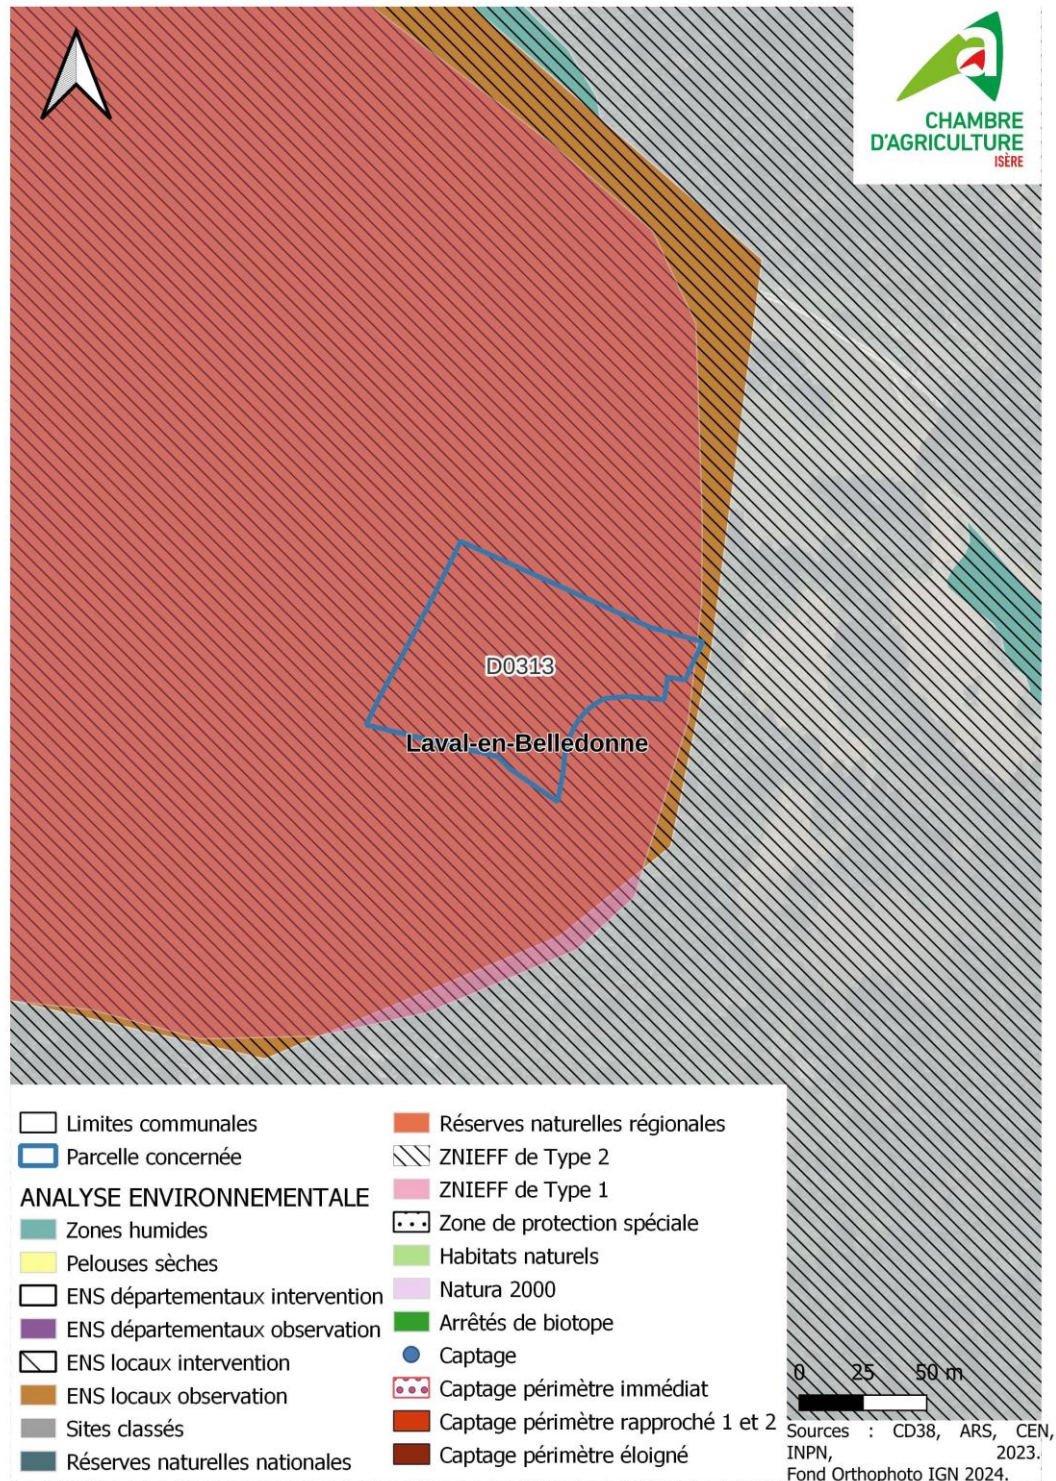 a
CHAMBRE
D'AGRICULTURE
ISÈRE
D0313
Laval-en-Belledonne
Limites communales
Parcelle concernée
ANALYSE ENVIRONNEMENTALE
Zones humides
Pelouses sèches
ENS départementaux intervention
ENS départementaux observation
ENS locaux intervention
ENS locaux observation
Sites classés
Réserves naturelles nationales
Réserves naturelles régionales
ZNIEFF de Type 2
ZNIEFF de Type 1
Zone de protection spéciale
Habitats naturels
Natura 2000
Arrêtés de biotope
Captage
Captage périmètre immédiat
Captage périmètre rapproché 1 et 2
Captage périmètre éloigné
0 25 50 m
Sources : CD38, ARS, CEN,
INPN, 2023.
Fond Orthophoto IGN 2024.